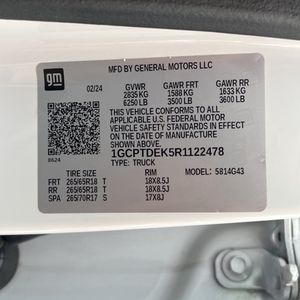 gm
MFD BY GENERAL MOTORS LLC
02/24 GVWR GAWR FRT GAWR RR
2835 KG 1588 KG 1633 KG
6250 LB 3500 LB 3600 LB
THIS VEHICLE CONFORMS TO ALL
APPLICABLE U.S. FEDERAL MOTOR
VEHICLE SAFETY STANDARDS
IN EFFECT ON THE
DATE OF MANUFACTURE
SHOWN ABOVE.
1GCPTDEK5R1122478
TYPE: TRUCK
8624
TIRE SIZE RIM MODEL: 5814G43
FRT 265/65R18 T 18X8.5J
RR 265/65R18 T 18X8.5J
SPA 265/70R17 S 17X8J